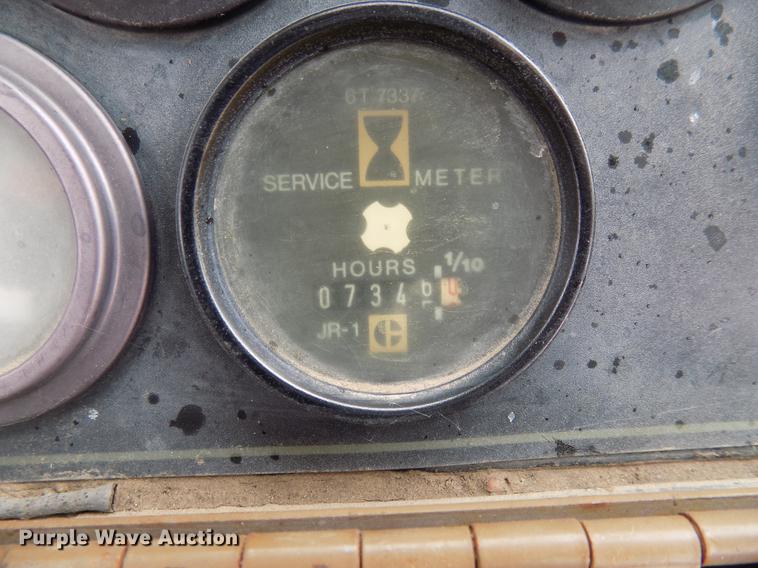 6T 7337
SERVICE METER
HOURS 1/10
0734
JR-1
Purple Wave Auction